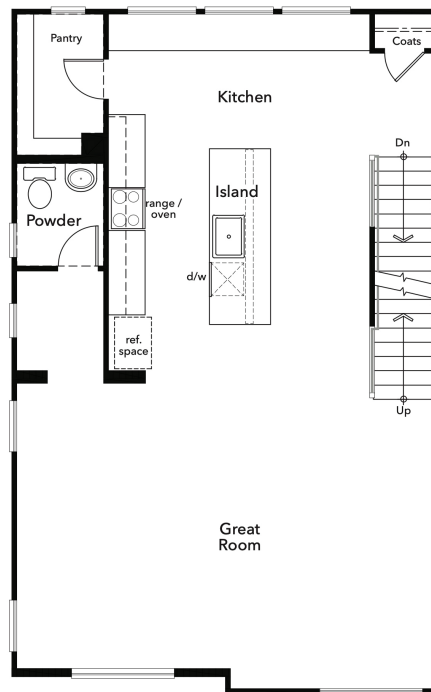 Pantry
Coats
Kitchen
Dn
Island
range /
oven
Powder
d/w
ref.
space
Up
Great
Room